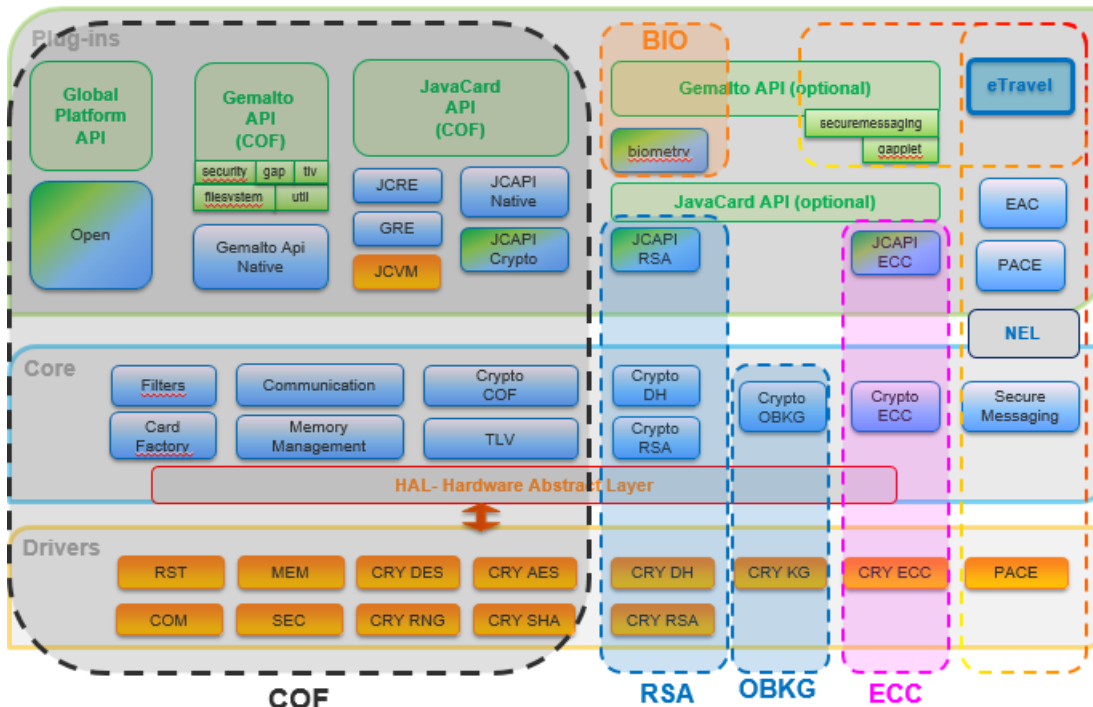 Plug-ins
BIO
Global
Platform
API
Gemalto
API
(COF)
security
gap
tlv
filesystem
util
JavaCard
API
(COF)
Gemalto API (optional)
securemessaging
gapplet
eTravel
biometry
Open
Gemalto Api
Native
JCRE
GRE
JCVM
JCAPI
Native
JCAPI
Crypto
JavaCard API (optional)
JCAPI
RSA
JCAPI
ECC
EAC
PACE
NEL
Core
Filters
Communication
Crypto
COF
Crypto
DH
Crypto
OBKG
Crypto
ECC
Secure
Messaging
Card
Factory
Memory
Management
TLV
Crypto
RSA
HAL- Hardware Abstract Layer
Drivers
RST
MEM
CRY DES
CRY AES
CRY DH
CRY KG
CRY ECC
PACE
COM
SEC
CRY RNG
CRY SHA
CRY RSA
COF
RSA
OBKG
ECC